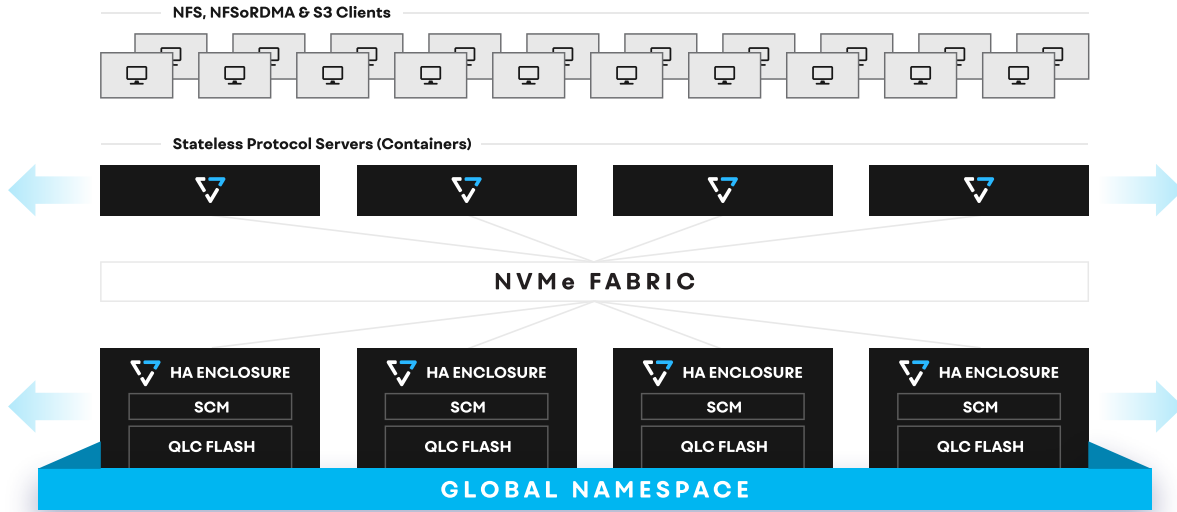 NFS, NFSoRDMA & S3 Clients
Stateless Protocol Servers (Containers)
NVMe FABRIC
HA ENCLOSURE HA ENCLOSURE HA ENCLOSURE HA ENCLOSURE
SCM SCM SCM SCM
QLC FLASH QLC FLASH QLC FLASH QLC FLASH
GLOBAL NAMESPACE